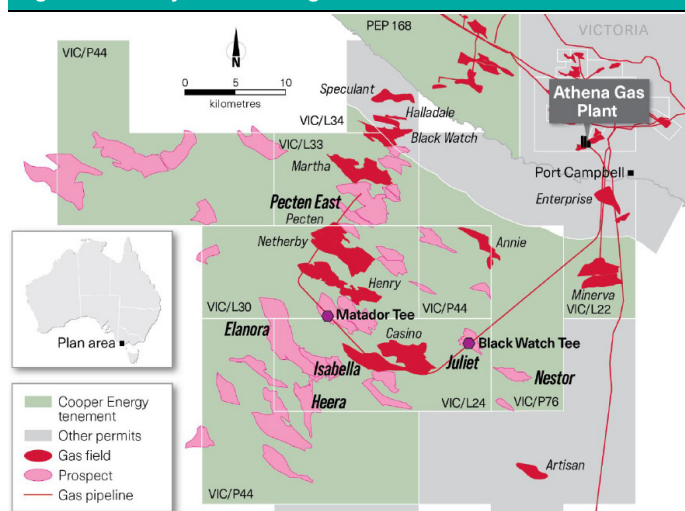 VIC/P44
PEP 168
VICTORIA
N
0 5 10
kilometres
Speculant
Halladale
VIC/L34
Black Watch
VIC/L33
Martha
Athena Gas
Plant
Port Campbell
Enterprise
Pecten East
Pecten
Netherby
Annie
Henry
Minerva
VIC/L22
VIC/L30
VIC/P44
Matador Tee
Elanora
Casino
Black Watch Tee
Isabella
Juliet
Nestor
Heera
VIC/L24
VIC/P76
Artisan
VIC/P44
Plan area
Cooper Energy
tenement
Other permits
Gas field
Prospect
Gas pipeline